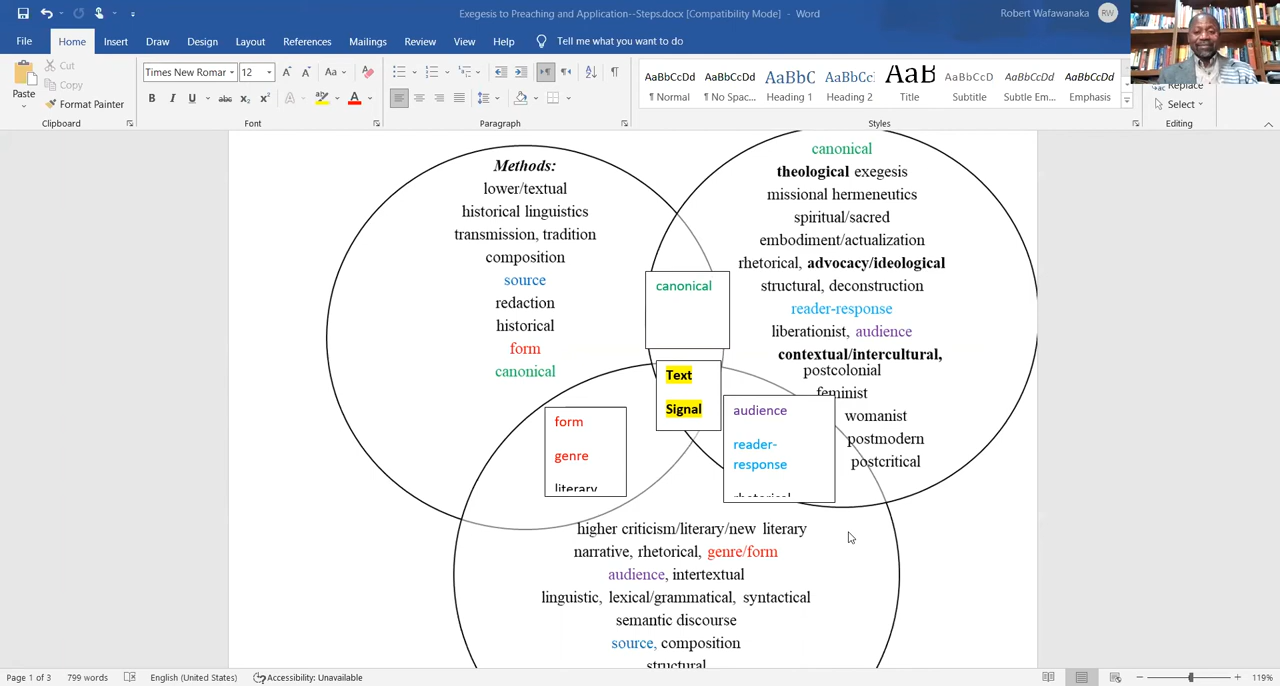 Exegesis to Preaching and Application--Steps.docx [Compatibility Mode] - Word
Robert Wafawanaka
RW
File Home Insert Draw Design Layout References Mailings Review View Help Tell me what you want to do
Paste
Cut
Copy
Format Painter
Clipboard
Times New Roman 12
Font
Paragraph
AaBbCcDd AaBbCcDd AaBbC AaBbCc AaB AaBbCcD AaBbCcDd AaBbCcDd
¶ Normal ¶ No Spac... Heading 1 Heading 2 Title Subtitle Subtle Em... Emphasis
Styles
Replace
Select
Editing
Methods:
lower/textual
historical linguistics
transmission, tradition
composition
source
redaction
historical
form
canonical
canonical
theological exegesis
missional hermeneutics
spiritual/sacred
embodiment/actualization
rhetorical, advocacy/ideological
structural, deconstruction
reader-response
liberationist, audience
contextual/intercultural,
postcolonial
feminist
womanist
postmodern
postcritical
canonical
Text
Signal
form
genre
literary
audience
reader-
response
rhetorical
higher criticism/literary/new literary
narrative, rhetorical, genre/form
audience, intertextual
linguistic, lexical/grammatical, syntactical
semantic discourse
source, composition
structural
Page 1 of 3 799 words English (United States) Accessibility: Unavailable 119%